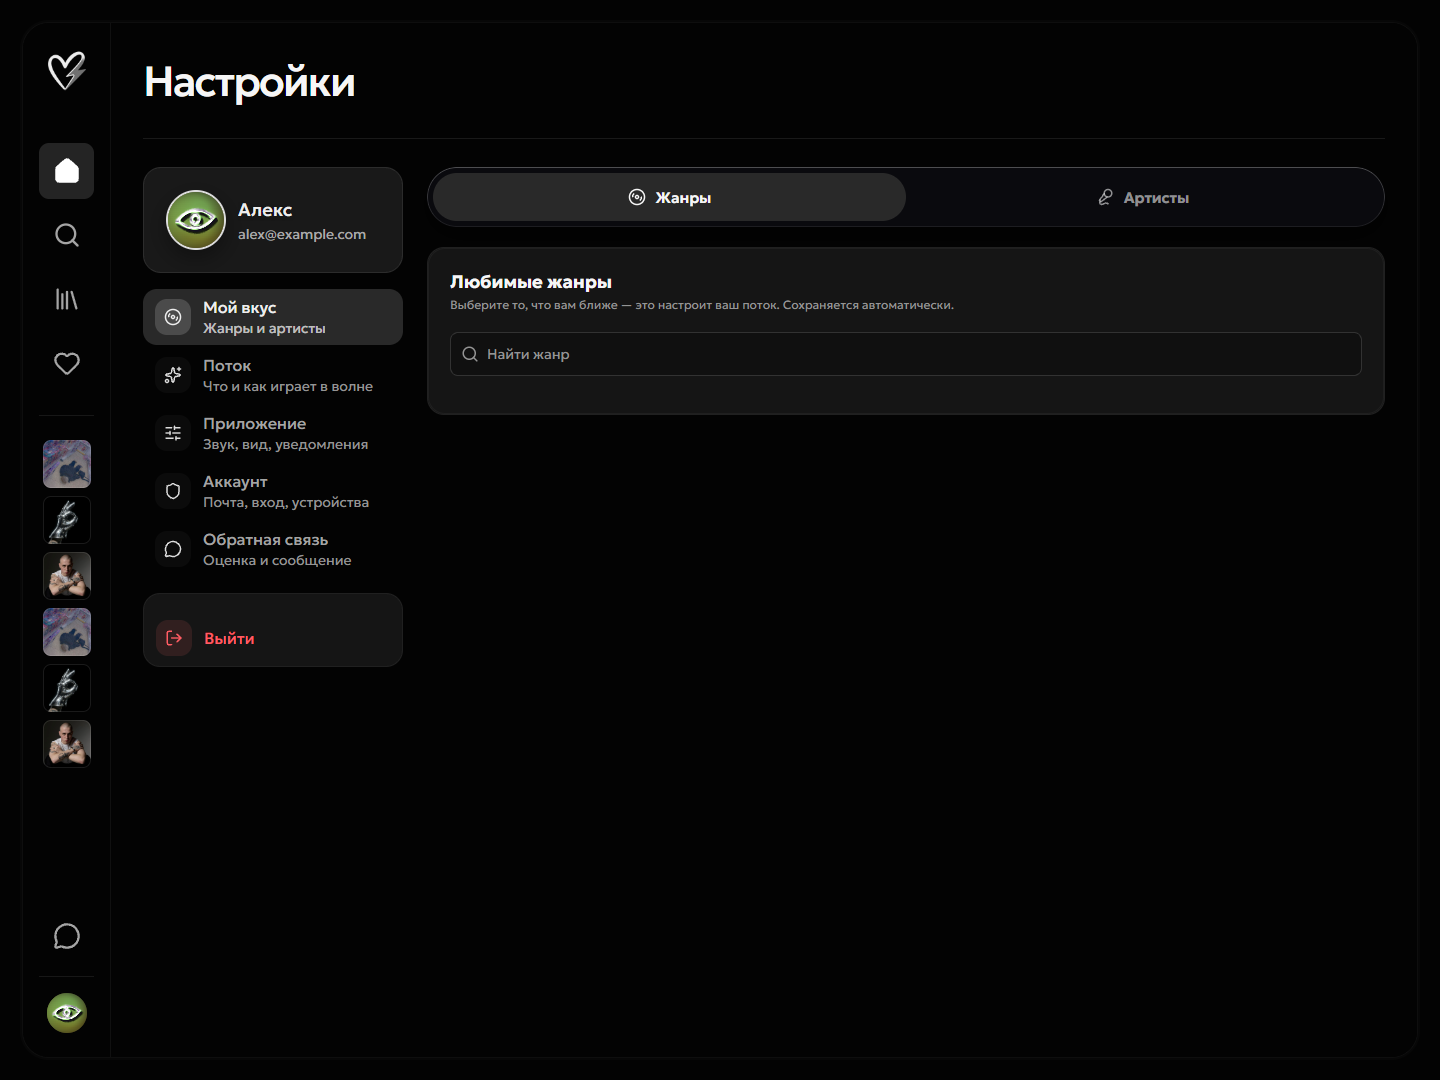 Настройки
Алекс
alex@example.com
Мой вкус
Жанры и артисты
Поток
Что и как играет в волне
Приложение
Звук, вид, уведомления
Аккаунт
Почта, вход, устройства
Обратная связь
Оценка и сообщение
Выйти
Жанры
Артисты
Любимые жанры
Выберите то, что вам ближе — это настроит ваш поток. Сохраняется автоматически.
Найти жанр